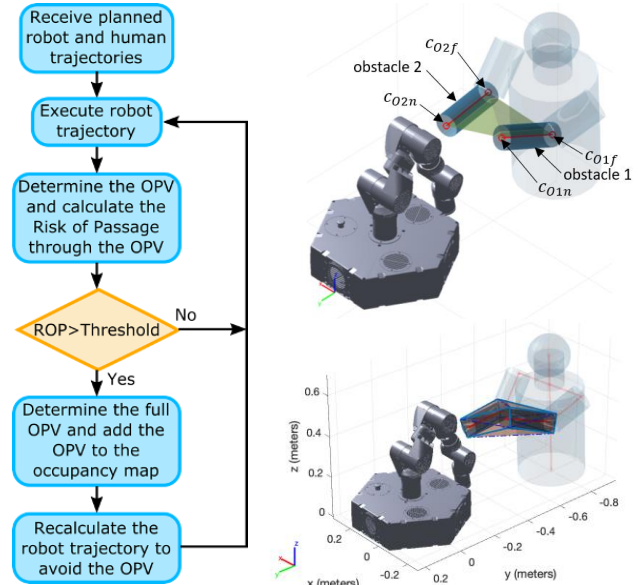 Receive planned
robot and human
trajectories
Execute robot
trajectory
Determine the OPV
and calculate the
Risk of Passage
through the OPV
ROP>Threshold
No
Yes
Determine the full
OPV and add the
OPV to the
occupancy map
Recalculate the
robot trajectory to
avoid the OPV
c_{O2f}
obstacle 2
c_{O2n}
c_{O1f}
obstacle 1
c_{O1n}
y
z (meters)
0.6
0.4
0.2
0
0.2
0
-0.2
x (meters)
0.2
0
-0.2
-0.4
-0.6
-0.8
y (meters)
x
y
z